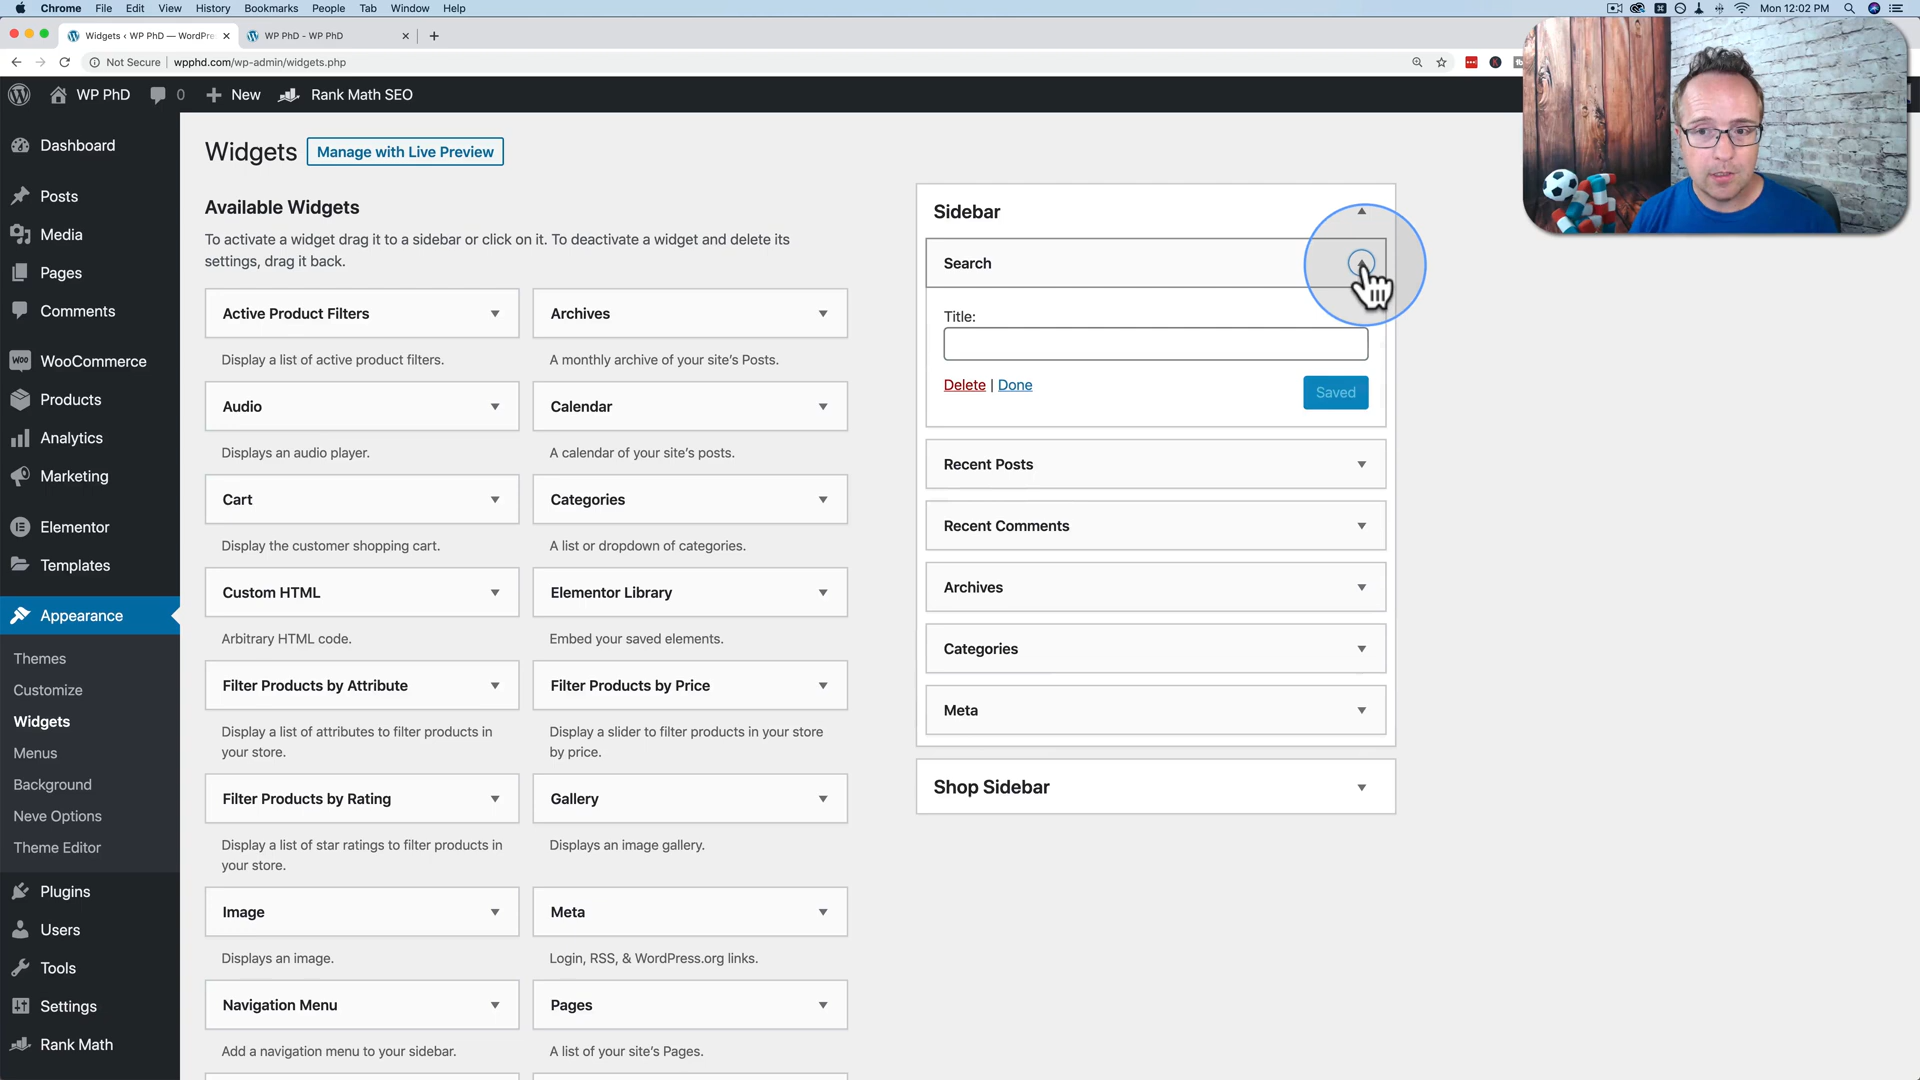 Chrome File Edit View History Bookmarks People Tab Window Help
Mon 12:02 PM
Widgets ‹ WP PhD — WordPre
WP PhD - WP PhD
Not Secure wpphd.com/wp-admin/widgets.php
WP PhD 0 New Rank Math SEO
Dashboard
Posts
Media
Pages
Comments
WooCommerce
Products
Analytics
Marketing
Elementor
Templates
Appearance
Themes
Customize
Widgets
Menus
Background
Neve Options
Theme Editor
Plugins
Users
Tools
Settings
Rank Math
Widgets Manage with Live Preview
Available Widgets
To activate a widget drag it to a sidebar or click on it. To deactivate a widget and delete its
settings, drag it back.
Active Product Filters
Display a list of active product filters.
Archives
A monthly archive of your site's Posts.
Audio
Displays an audio player.
Calendar
A calendar of your site's posts.
Cart
Display the customer shopping cart.
Categories
A list or dropdown of categories.
Custom HTML
Arbitrary HTML code.
Elementor Library
Embed your saved elements.
Filter Products by Attribute
Display a list of attributes to filter products in
your store.
Filter Products by Price
Display a slider to filter products in your store
by price.
Filter Products by Rating
Display a list of star ratings to filter products in
your store.
Gallery
Displays an image gallery.
Image
Displays an image.
Meta
Login, RSS, & WordPress.org links.
Navigation Menu
Add a navigation menu to your sidebar.
Pages
A list of your site's Pages.
Sidebar
Search
Title:
Delete | Done
Saved
Recent Posts
Recent Comments
Archives
Categories
Meta
Shop Sidebar